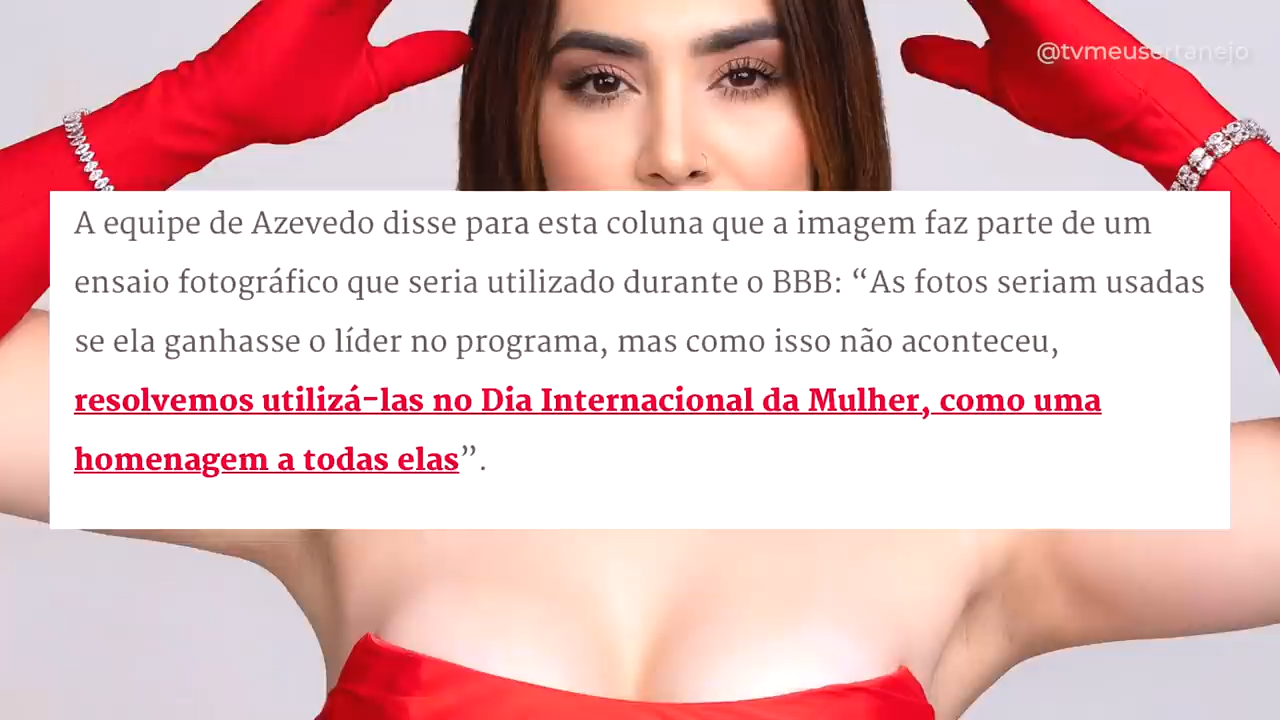 @tvmeusertanejo
A equipe de Azevedo disse para esta coluna que a imagem faz parte de um
ensaio fotográfico que seria utilizado durante o BBB: “As fotos seriam usadas
se ela ganhasse o líder no programa, mas como isso não aconteceu,
resolvemos utilizá-las no Dia Internacional da Mulher, como uma
homenagem a todas elas”.